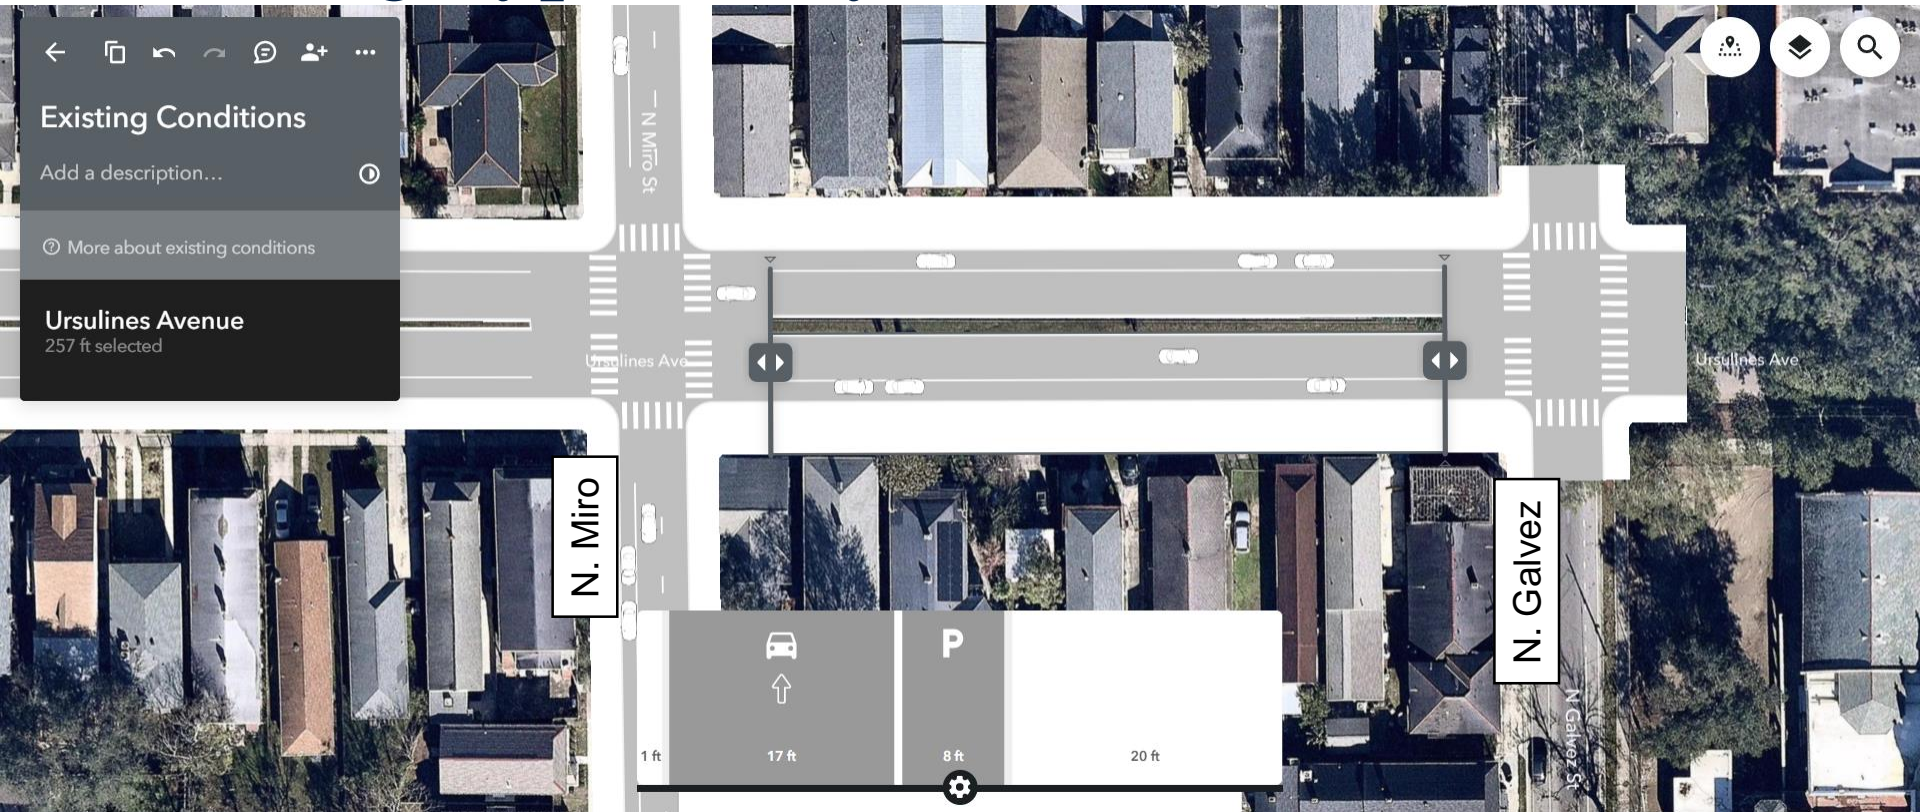 Existing Conditions
Add a description...
More about existing conditions
Ursulines Avenue
257 ft selected
N Miro St
Ursulines Ave
Ursulines Ave
N. Miro
N. Galvez
N Galvez St
P
1 ft
17 ft
8 ft
20 ft